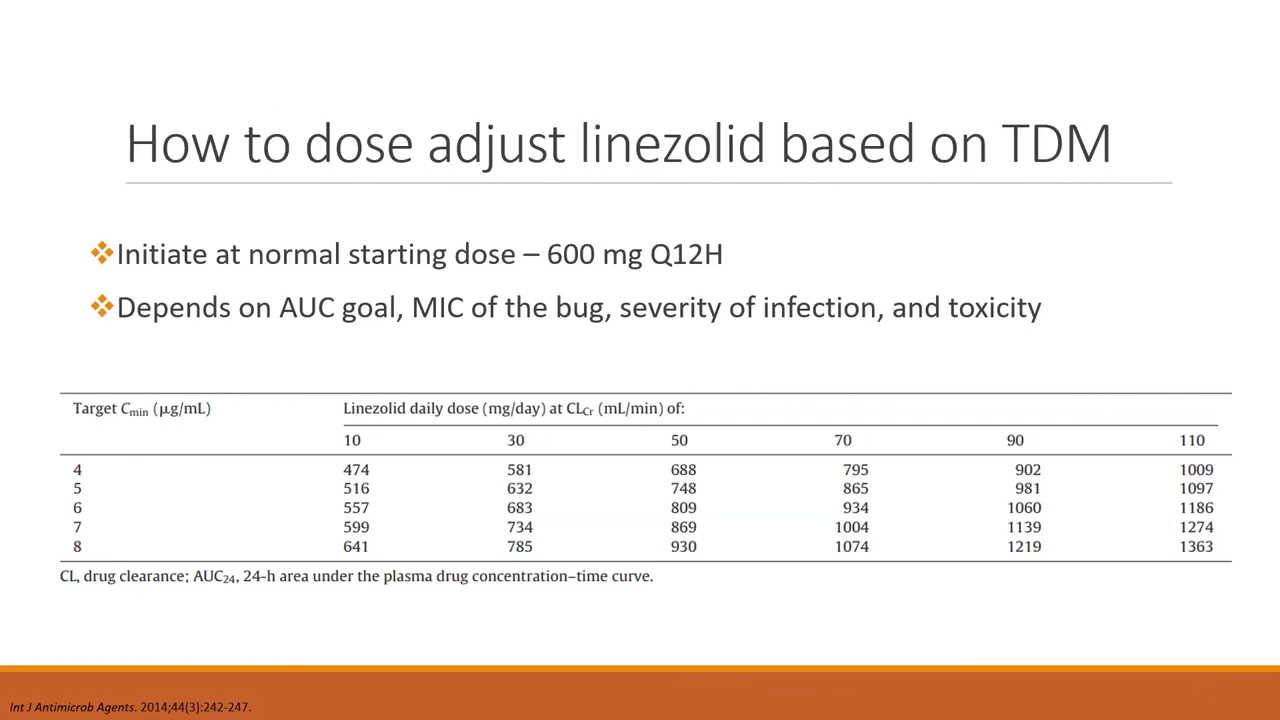 How to dose adjust linezolid based on TDM
❖Initiate at normal starting dose – 600 mg Q12H
❖Depends on AUC goal, MIC of the bug, severity of infection, and toxicity
Target Cmin (µg/mL) Linezolid daily dose (mg/day) at CLCr (mL/min) of:
10 30 50 70 90 110
4 474 581 688 795 902 1009
5 516 632 748 865 981 1097
6 557 683 809 934 1060 1186
7 599 734 869 1004 1139 1274
8 641 785 930 1074 1219 1363
CL, drug clearance; AUC24, 24-h area under the plasma drug concentration–time curve.
Int J Antimicrob Agents. 2014;44(3):242-247.